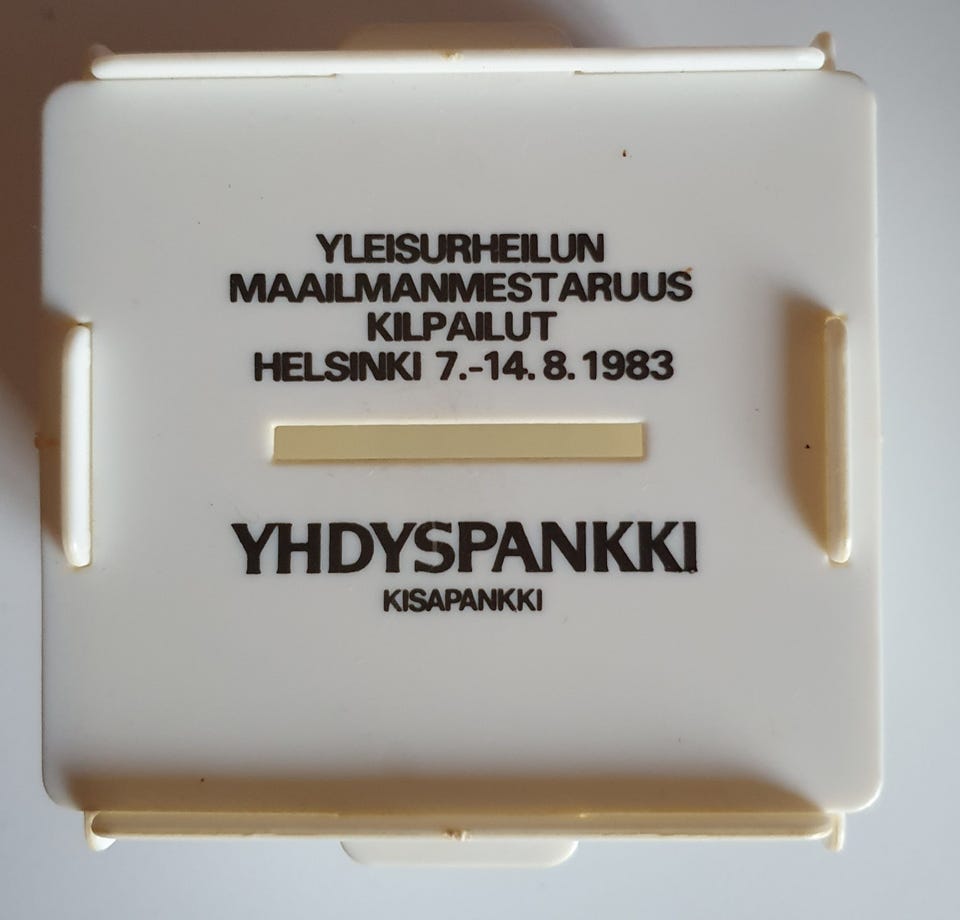 YLEISURHEILUN
MAAILMANMESTARUUS
KILPAILUT
HELSINKI 7.-14.8.1983
YHDYSPANKKI
KISAPANKKI